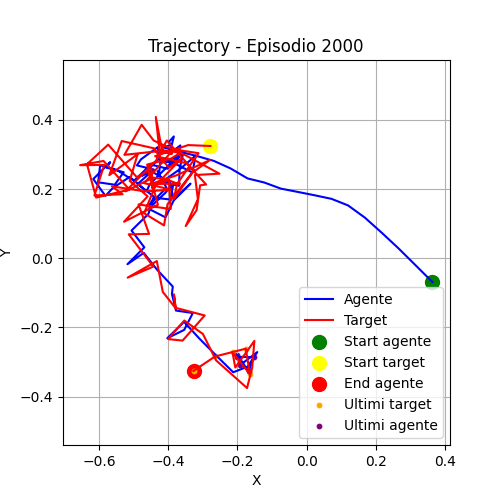 Trajectory - Episodio 2000
Y
0.4
0.2
0.0
−0.2
−0.4
−0.6
−0.4
−0.2
0.0
0.2
0.4
X
Agente
Target
Start agente
Start target
End agente
Ultimi target
Ultimi agente